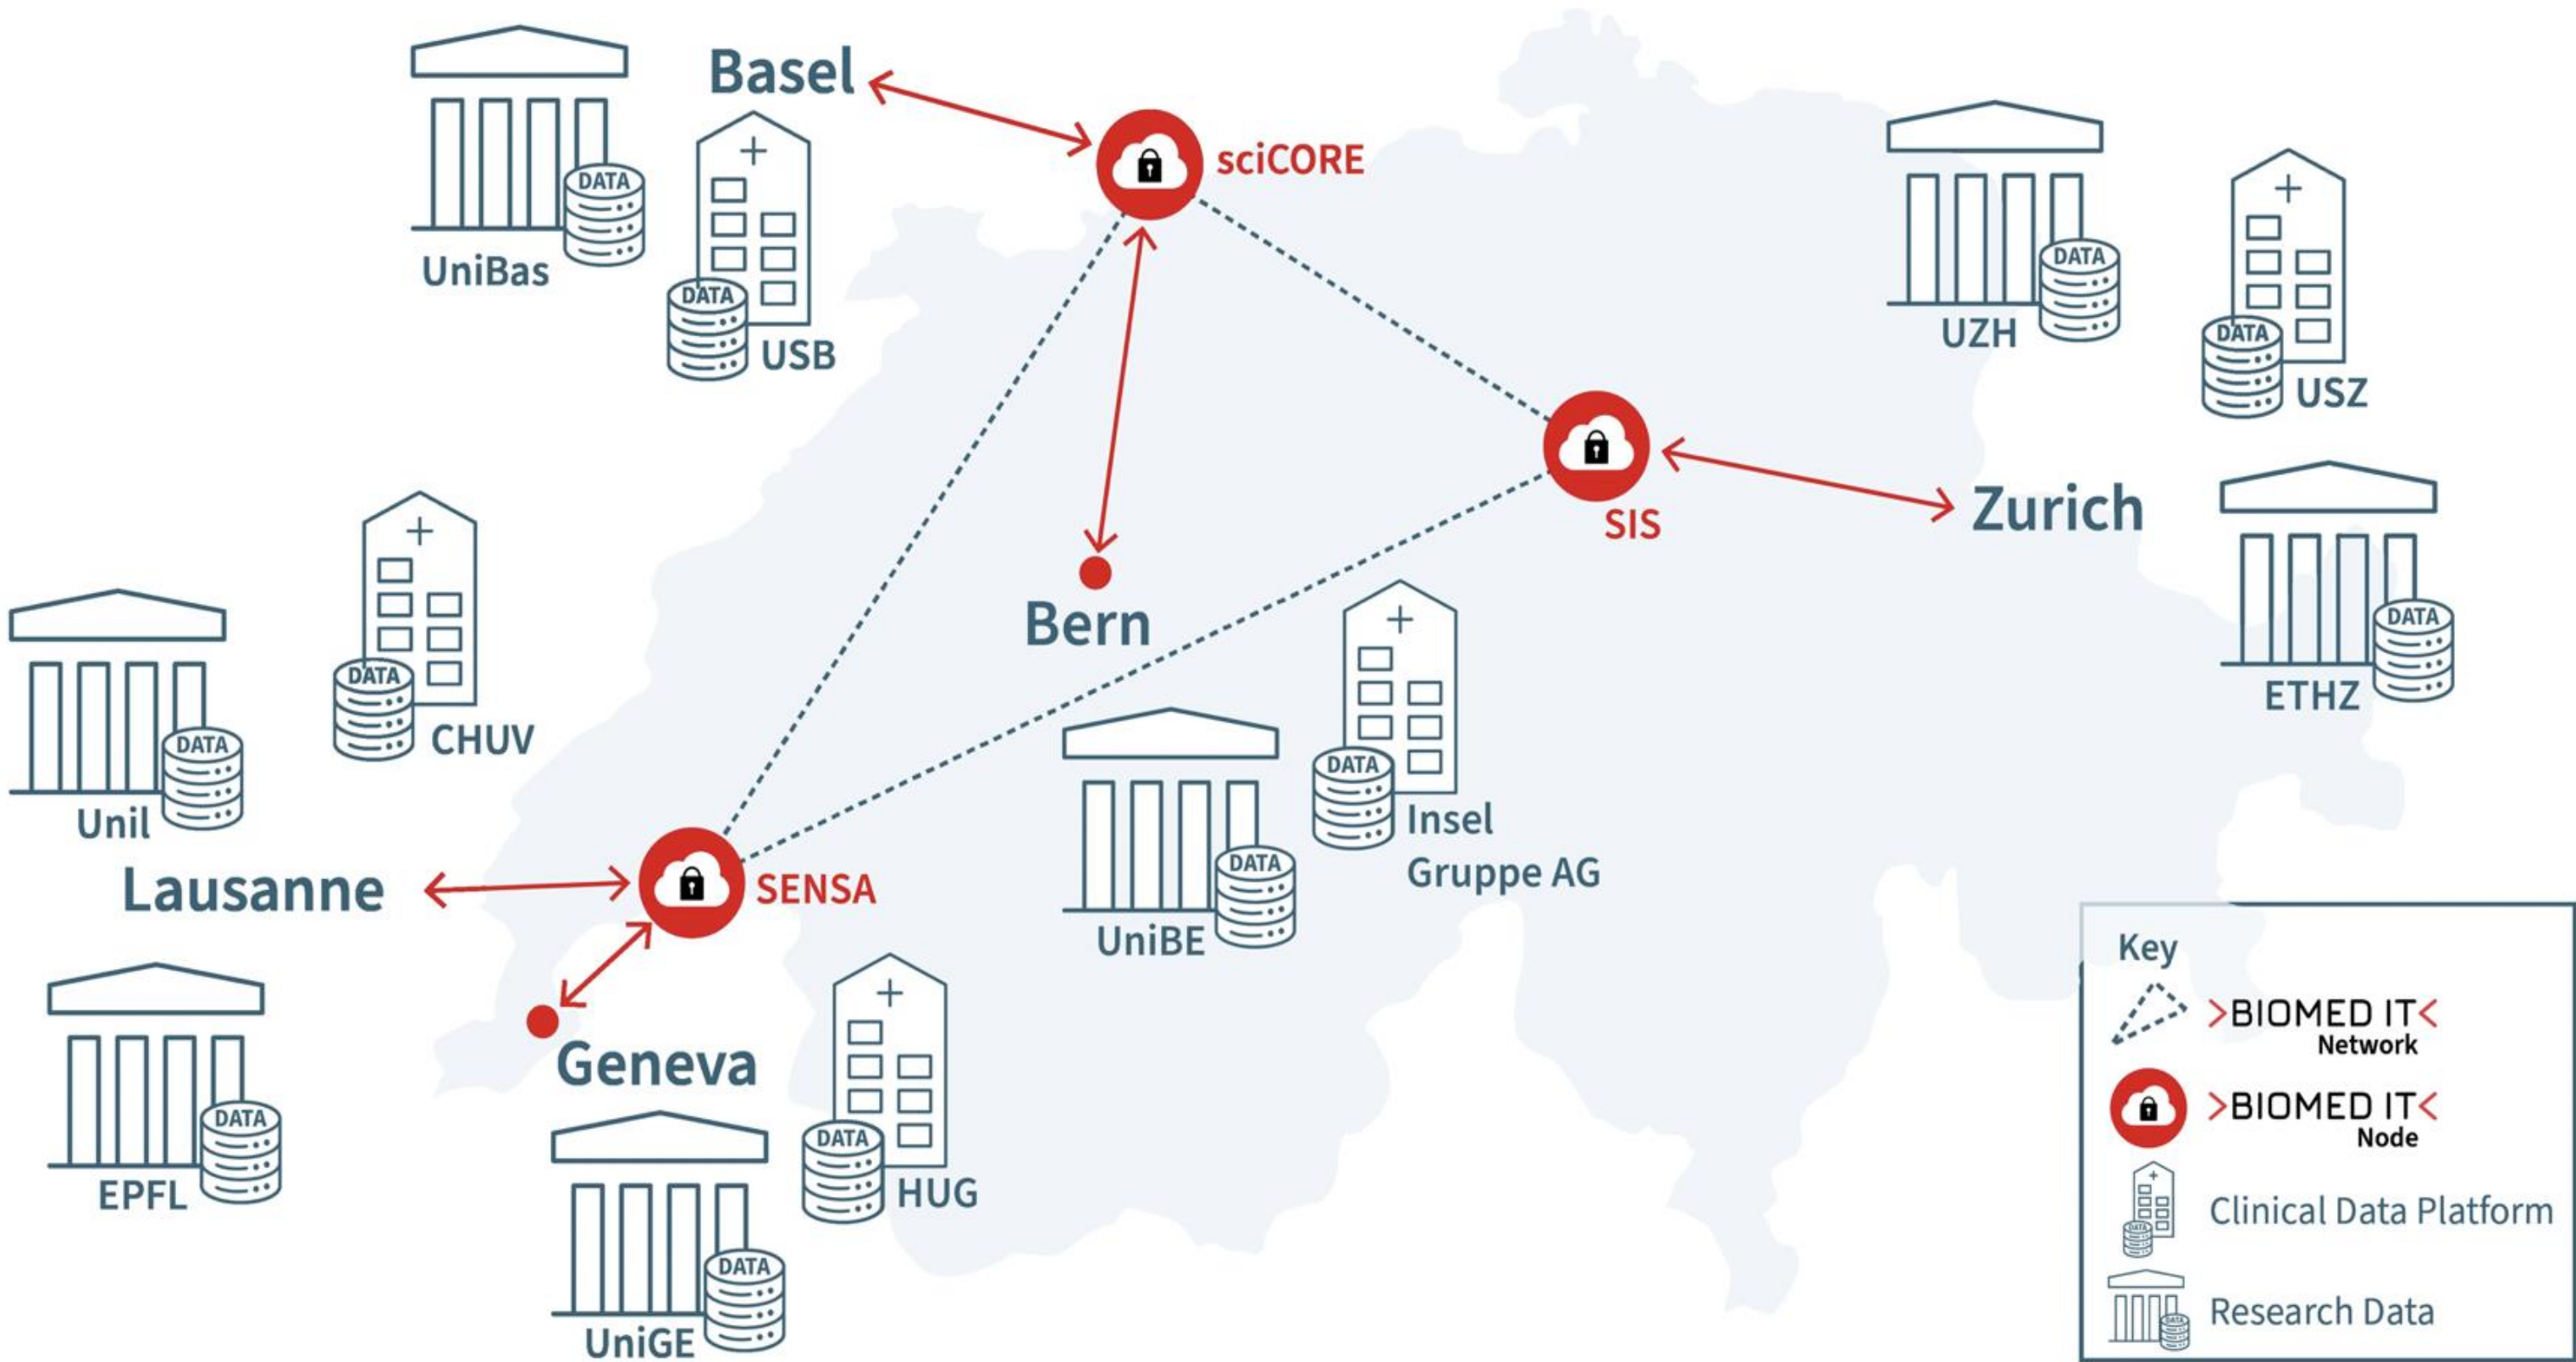 Basel
DATA
UniBas
DATA
USB
sciCORE
DATA
UZH
DATA
USZ
SIS
Zurich
DATA
ETHZ
Bern
DATA
UniBE
DATA
Insel
Gruppe AG
DATA
CHUV
DATA
Unil
Lausanne
SENSA
DATA
EPFL
Geneva
DATA
HUG
DATA
UniGE
Key
>BIOMED IT<
Network
>BIOMED IT<
Node
DATA
Clinical Data Platform
DATA
Research Data